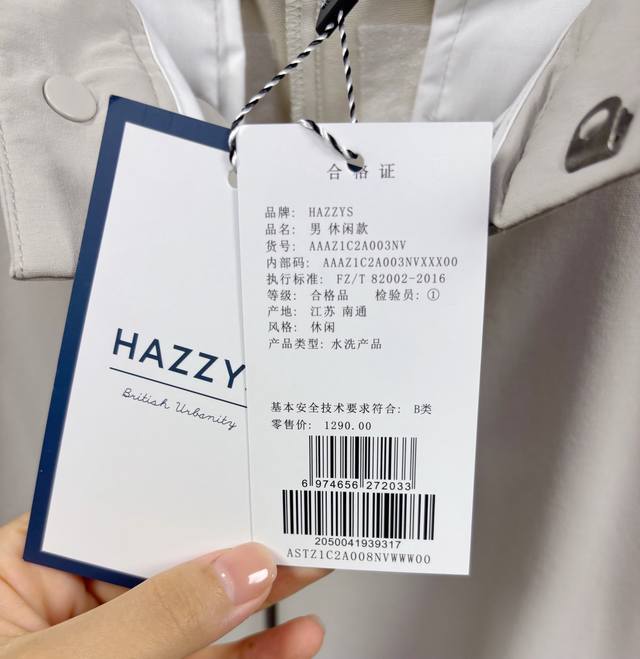 HAZZYS
British Urbanity
合格证
品牌: HAZZYS
品名: 男 休闲款
货号: AAAZ1C2A003NV
内部码: AAAZ1C2A003NVXXX00
执行标准: FZ/T 82002-2016
等级: 合格品 检验员: ①
产地: 江苏 南通
风格: 休闲
产品类型: 水洗产品
基本安全技术要求符合: B类
零售价: 1290.00
6 974656 272033
2050041939317
ASTZ1C2A008NVWWW00